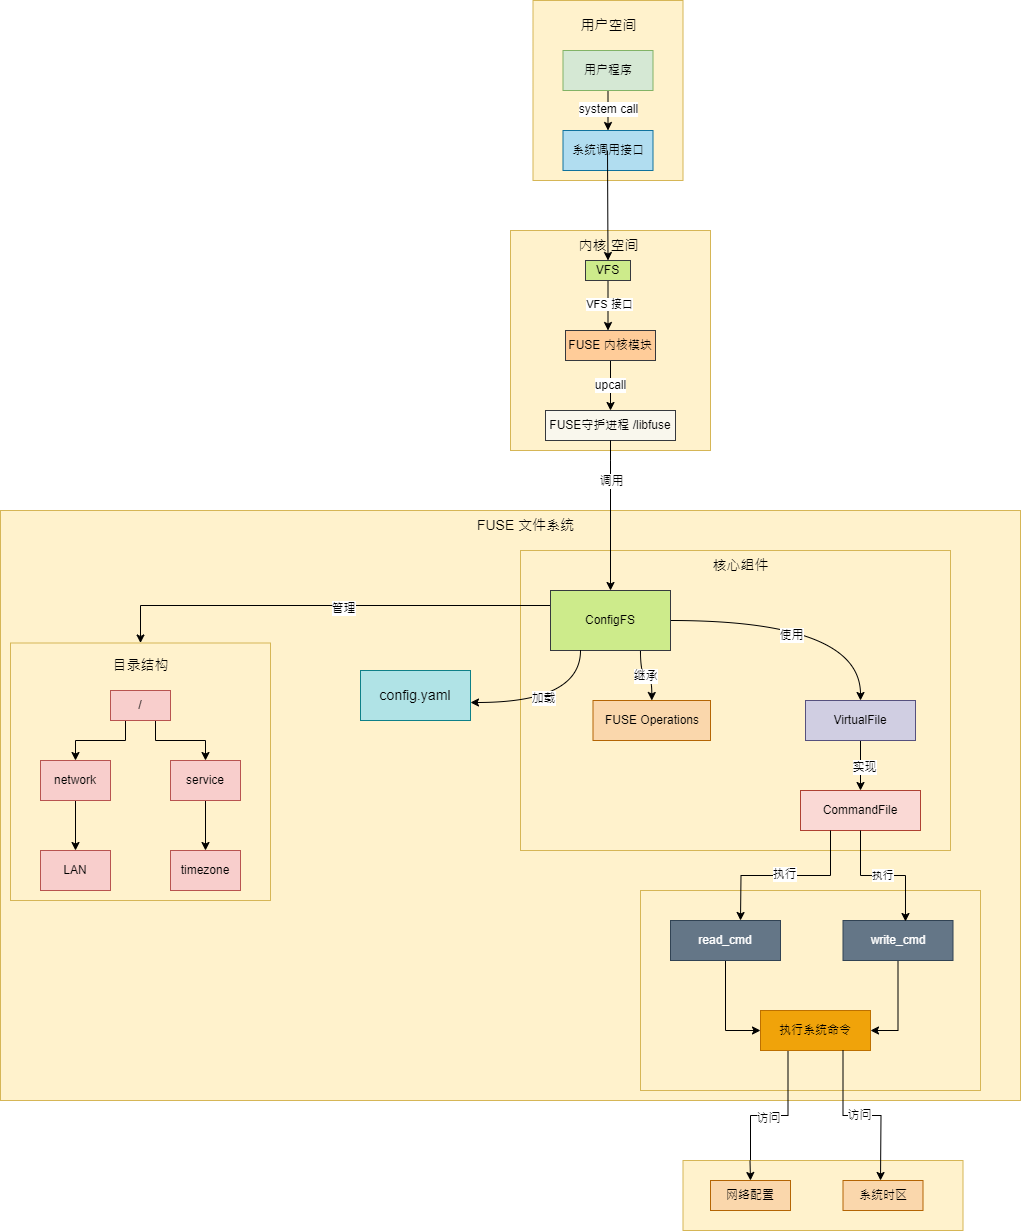 用户空间
用户程序
system call
系统调用接口
内核 空间
VFS
VFS 接口
FUSE 内核模块
upcall
FUSE守护进程 /libfuse
调用
FUSE 文件系统
核心组件
ConfigFS
管理
使用
目录结构
继承
加载
config.yaml
/
FUSE Operations
VirtualFile
network
service
实现
CommandFile
LAN
timezone
执行
执行
read_cmd
write_cmd
执行系统命令
访问
访问
网络配置
系统时区